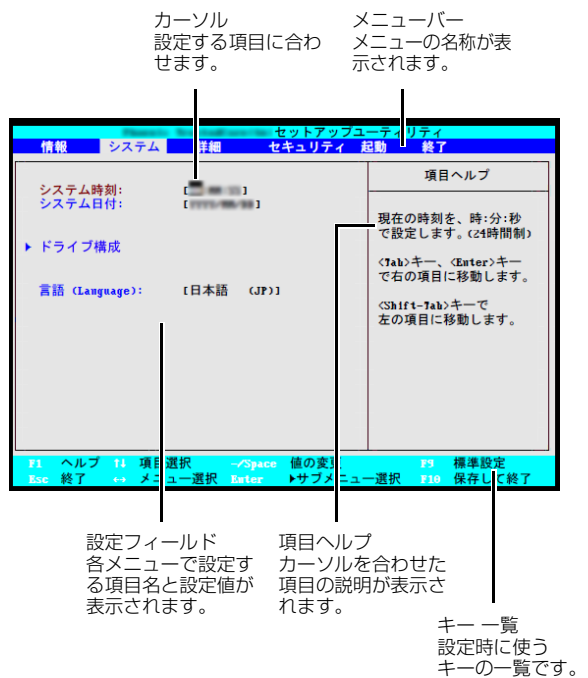 カーソル
設定する項目に合わ
せます。
メニューバー
メニューの名称が表
示されます。
セットアップユーティリティ
情報 システム 詳細 セキュリティ 起動 終了
システム時刻:
システム日付:
▶ ドライブ構成
言語 (Language): [日本語 (JP)]
項目ヘルプ
現在の時刻を、時:分:秒
で設定します。(24時間制)
<Tab>キー、<Enter>キー
で右の項目に移動します。
<Shift-Tab>キーで
左の項目に移動します。
F1 ヘルプ ↑↓ 項目選択 -/Space 値の変更 F9 標準設定
Esc 終了 ←→ メニュー選択 Enter ▶サブメニュー選択 F10 保存して終了
設定フィールド
各メニューで設定す
る項目名と設定値が
表示されます。
項目ヘルプ
カーソルを合わせた
項目の説明が表示さ
れます。
キー 一覧
設定時に使う
キーの一覧です。